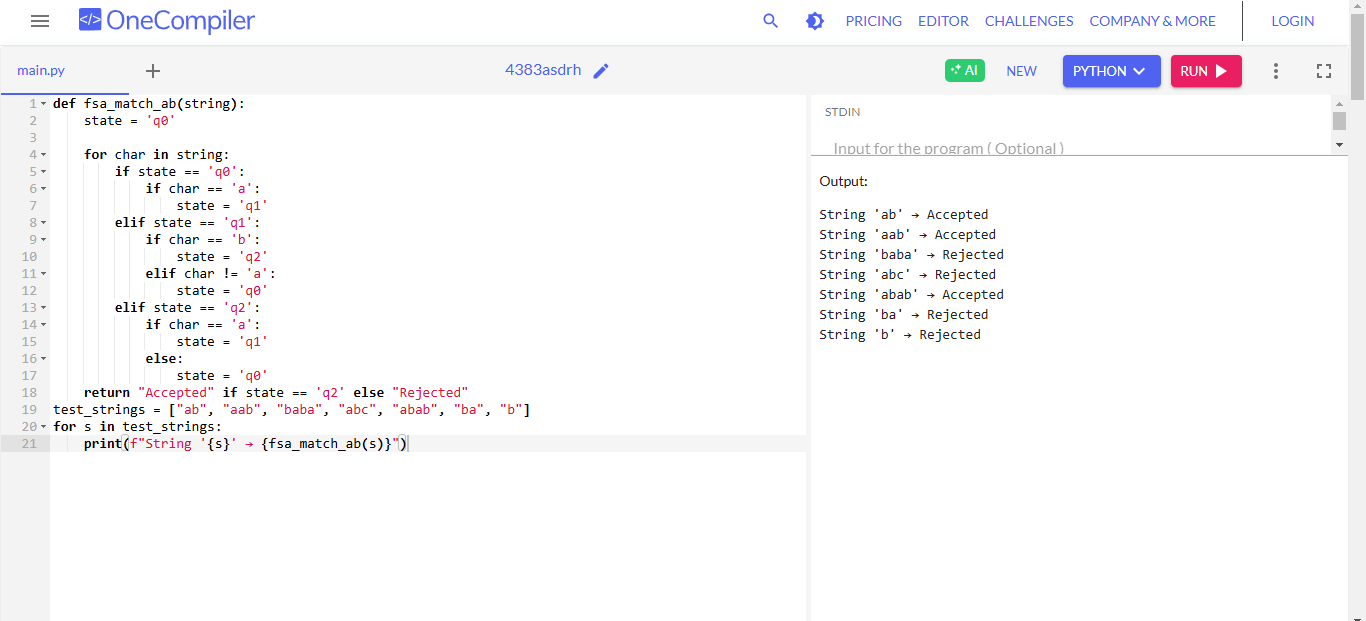 </> OneCompiler
PRICING EDITOR CHALLENGES COMPANY & MORE LOGIN
main.py
4383asdrh
AI NEW PYTHON RUN
1 def fsa_match_ab(string):
2     state = 'q0'
3
4     for char in string:
5         if state == 'q0':
6             if char == 'a':
7                 state = 'q1'
8         elif state == 'q1':
9             if char == 'b':
10                 state = 'q2'
11             elif char != 'a':
12                 state = 'q0'
13         elif state == 'q2':
14             if char == 'a':
15                 state = 'q1'
16             else:
17                 state = 'q0'
18     return "Accepted" if state == 'q2' else "Rejected"
19 test_strings = ["ab", "aab", "baba", "abc", "abab", "ba", "b"]
20 for s in test_strings:
21     print(f"String '{s}' → {fsa_match_ab(s)}")
STDIN
Input for the program ( Optional )
Output:
String 'ab' → Accepted
String 'aab' → Accepted
String 'baba' → Rejected
String 'abc' → Rejected
String 'abab' → Accepted
String 'ba' → Rejected
String 'b' → Rejected